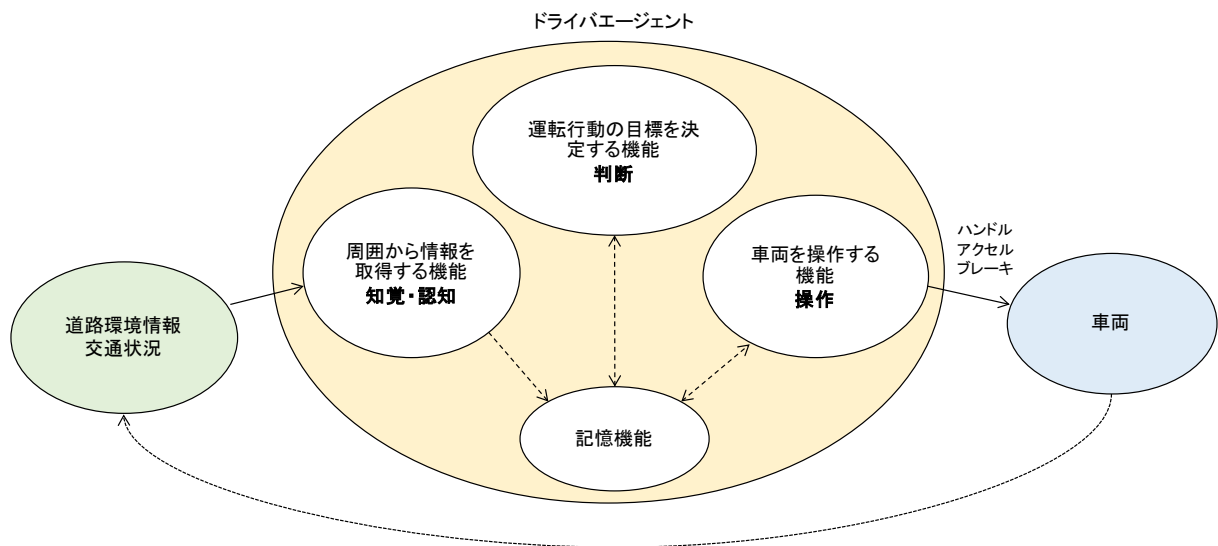 ドライバエージェント
運転行動の目標を決
定する機能
判断
周囲から情報を
取得する機能
知覚・認知
車両を操作する
機能
操作
ハンドル
アクセル
ブレーキ
道路環境情報
交通状況
車両
記憶機能